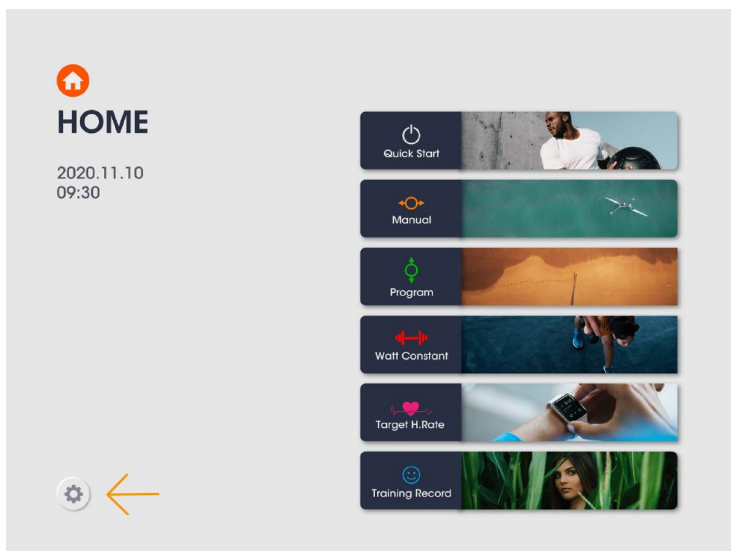 HOME
2020.11.10
09:30
Quick Start
Manual
Program
Watt Constant
Target H.Rate
Training Record